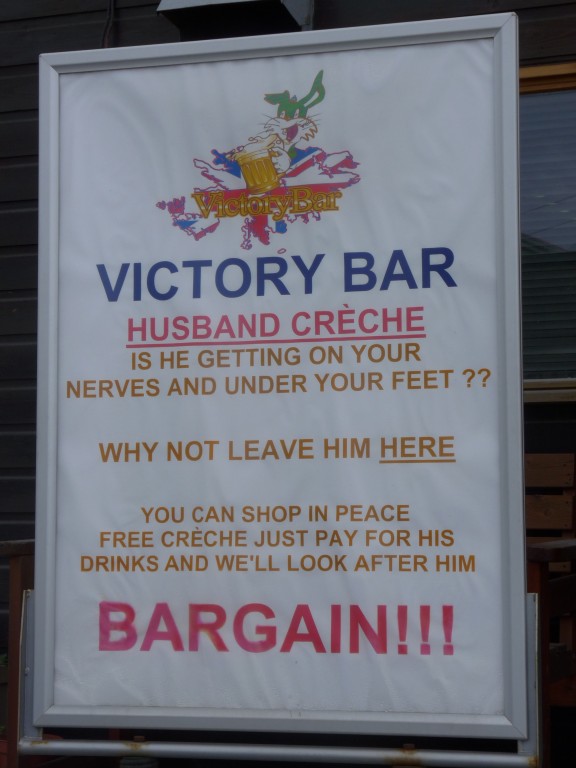 Victory Bar
VICTORY BAR
HUSBAND CRÈCHE
IS HE GETTING ON YOUR
NERVES AND UNDER YOUR FEET ??
WHY NOT LEAVE HIM HERE
YOU CAN SHOP IN PEACE
FREE CRÈCHE JUST PAY FOR HIS
DRINKS AND WE'LL LOOK AFTER HIM
BARGAIN!!!